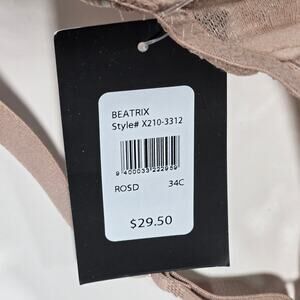 BEATRIX
Style# X210-3312
9 400033 222959
ROSD 34C
$29.50